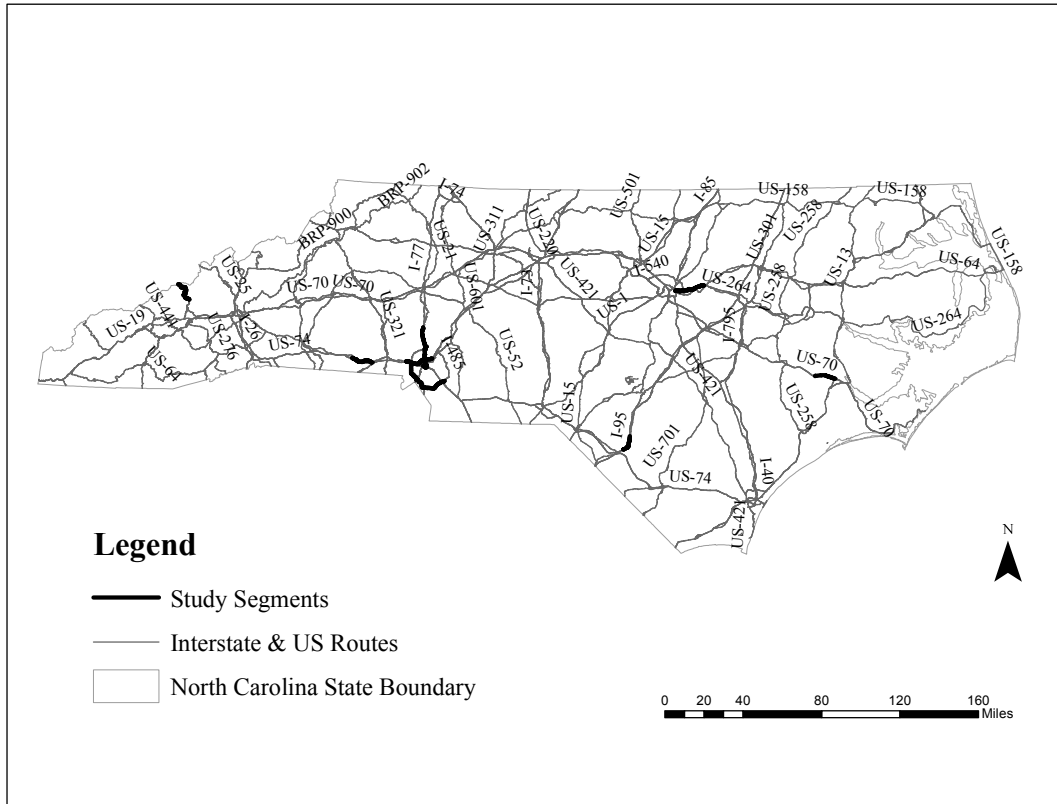 BRP-902
I-74
US-501
I-85
US-158
US-158
BRP-900
US-311
US-220
US-15
US-301
US-258
US-21
I-77
I-540
US-13
US-158
US-25
US-70
US-70
US-601
I-73
US-421
US-1
US-264
US-258
US-64
US-441
US-19
US-276
I-26
US-74
US-321
I-485
US-52
I-795
US-264
US-64
US-421
US-70
US-15
US-258
US-70
I-95
US-701
US-74
I-40
US-421
N
Legend
Study Segments
Interstate & US Routes
North Carolina State Boundary
0 20 40 80 120 160
Miles